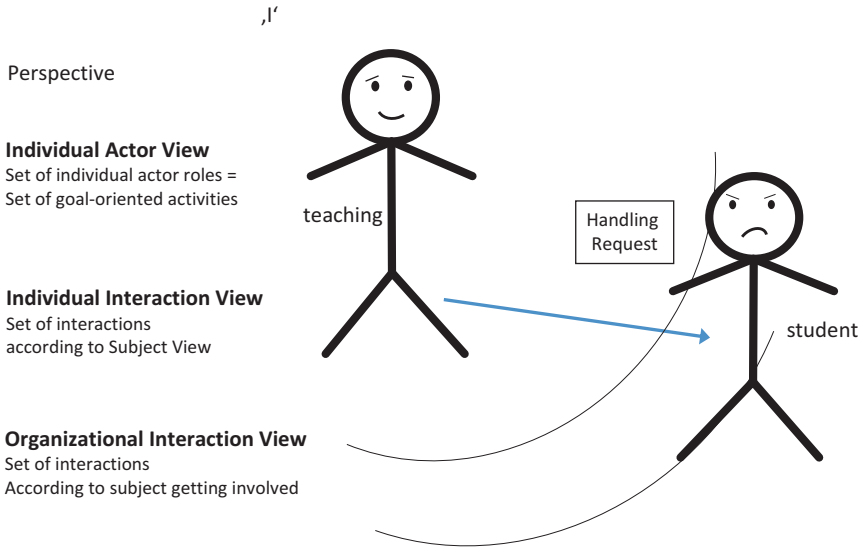 ‚I‘
Perspective
Individual Actor View
Set of individual actor roles =
Set of goal-oriented activities
teaching
Handling
Request
Individual Interaction View
Set of interactions
according to Subject View
student
Organizational Interaction View
Set of interactions
According to subject getting involved